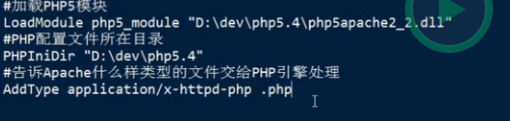 #加载PHP5模块
LoadModule php5_module "D:\dev\php5.4\php5apache2_2.dll"
#PHP配置文件所在目录
PHPIniDir "D:\dev\php5.4"
#告诉Apache什么样类型的文件交给PHP引擎处理
AddType application/x-httpd-php .php